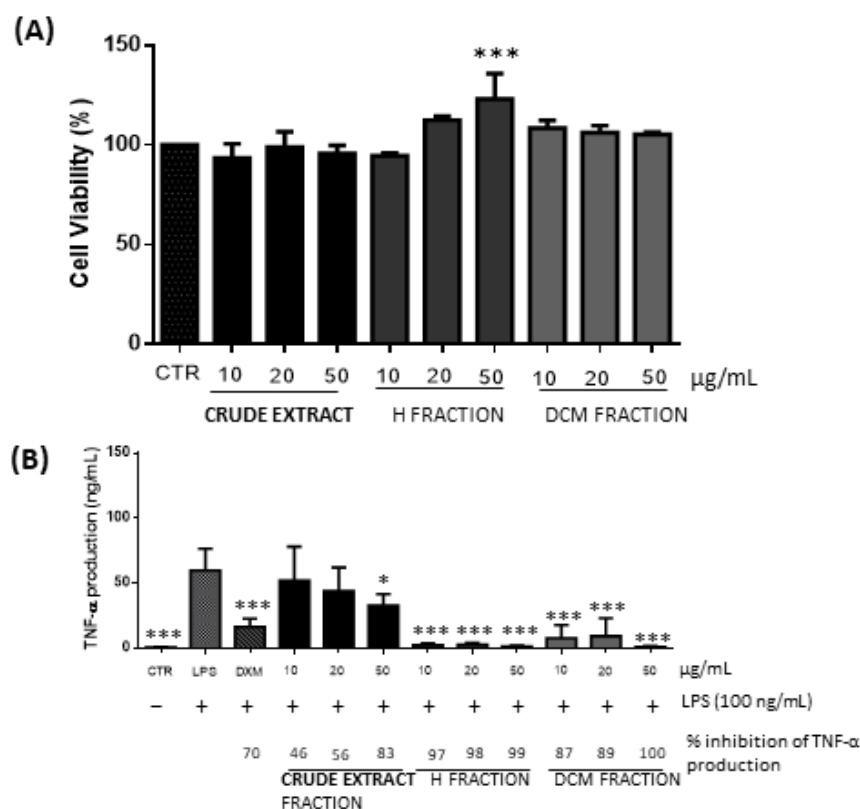 (A)
Cell Viability (%)
150
***
100
50
0
CTR 10 20 50 10 20 50 10 20 50 µg/mL
CRUDE EXTRACT H FRACTION DCM FRACTION
(B)
TNF-α production (ng/mL)
150
100
50
0
*** *** * *** *** *** *** *** ***
CTR LPS DXM 10 20 50 10 20 50 10 20 50 µg/mL
– + + + + + + + + + + + LPS (100 ng/mL)
70 46 56 83 97 98 99 87 89 100 % inhibition of TNF-α
production
CRUDE EXTRACT H FRACTION DCM FRACTION
FRACTION